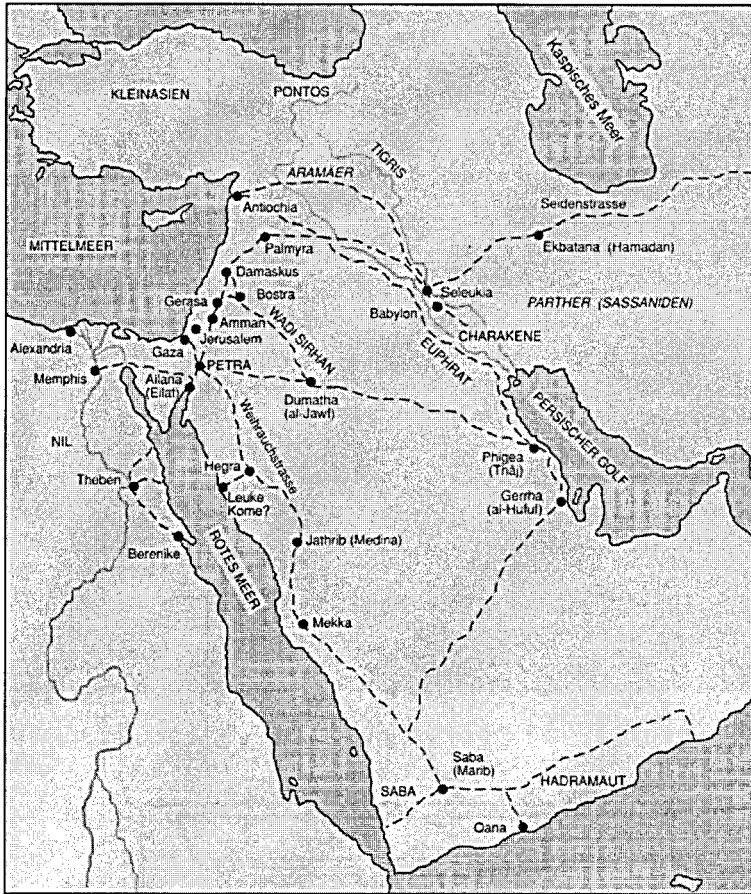 KLEINASIEN
PONTOS
Kaspisches Meer
TIGRIS
ARAMÄER
Antiochia
Seidenstrasse
MITTELMEER
Palmyra
Ekbatana (Hamadan)
Damaskus
Bostra
Seleukia
Gerasa
Babylon
PARTHER (SASSANIDEN)
Amman
WADI SIRHAN
CHARAKENE
Alexandria
Jerusalem
Gaza
EUPHRAT
Memphis
PETRA
Ailana
(Eilat)
Dumatha
(al-Jawf)
PERSISCHER GOLF
NIL
Weihrauchstrasse
Phigea
(Thâj)
Hegra
Theben
Leuke
Kome?
Gerrha
(al-Hufuf)
Jathrib (Medina)
Berenike
ROTES MEER
Mekka
Saba
(Marib)
SABA
HADRAMAUT
Qana